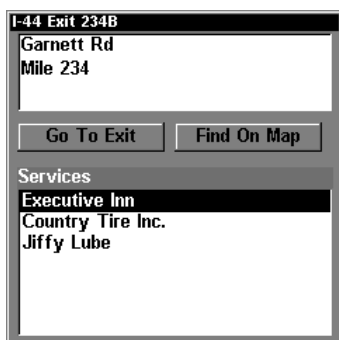 I-44 Exit 234B
Garnett Rd
Mile 234
Go To Exit Find On Map
Services
Executive Inn
Country Tire Inc.
Jiffy Lube